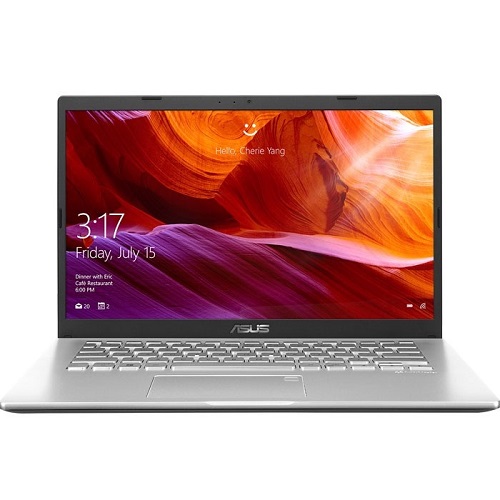 Hello, Cherie Yang
3:17
Friday, July 15
Dinner with Eric
Café Restaurant
6:00 PM
20 2
ASUS